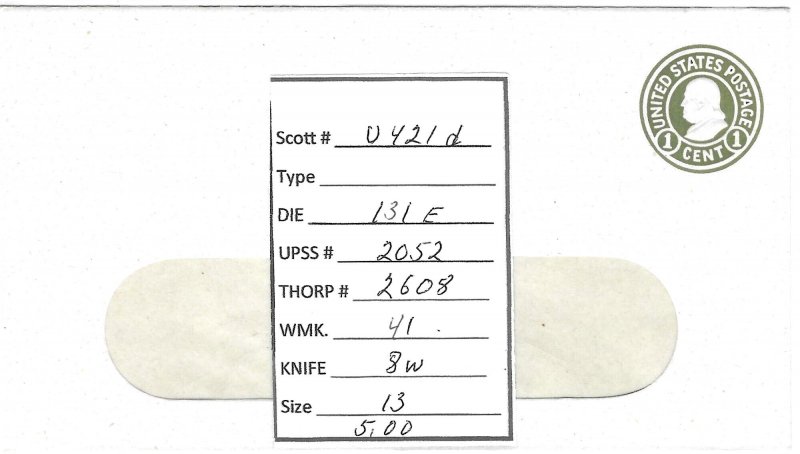 UNITED STATES POSTAGE
1 CENT 1
Scott # U421d
Type
DIE 131 E
UPSS # 2052
THORP # 2608
WMK. 41.
KNIFE 8w
Size 13
5.00